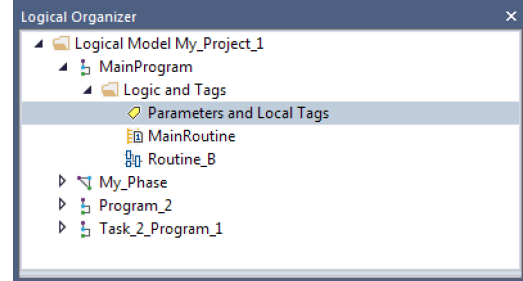 Logical Organizer
Logical Model My_Project_1
MainProgram
Logic and Tags
Parameters and Local Tags
MainRoutine
Routine_B
My_Phase
Program_2
Task_2_Program_1